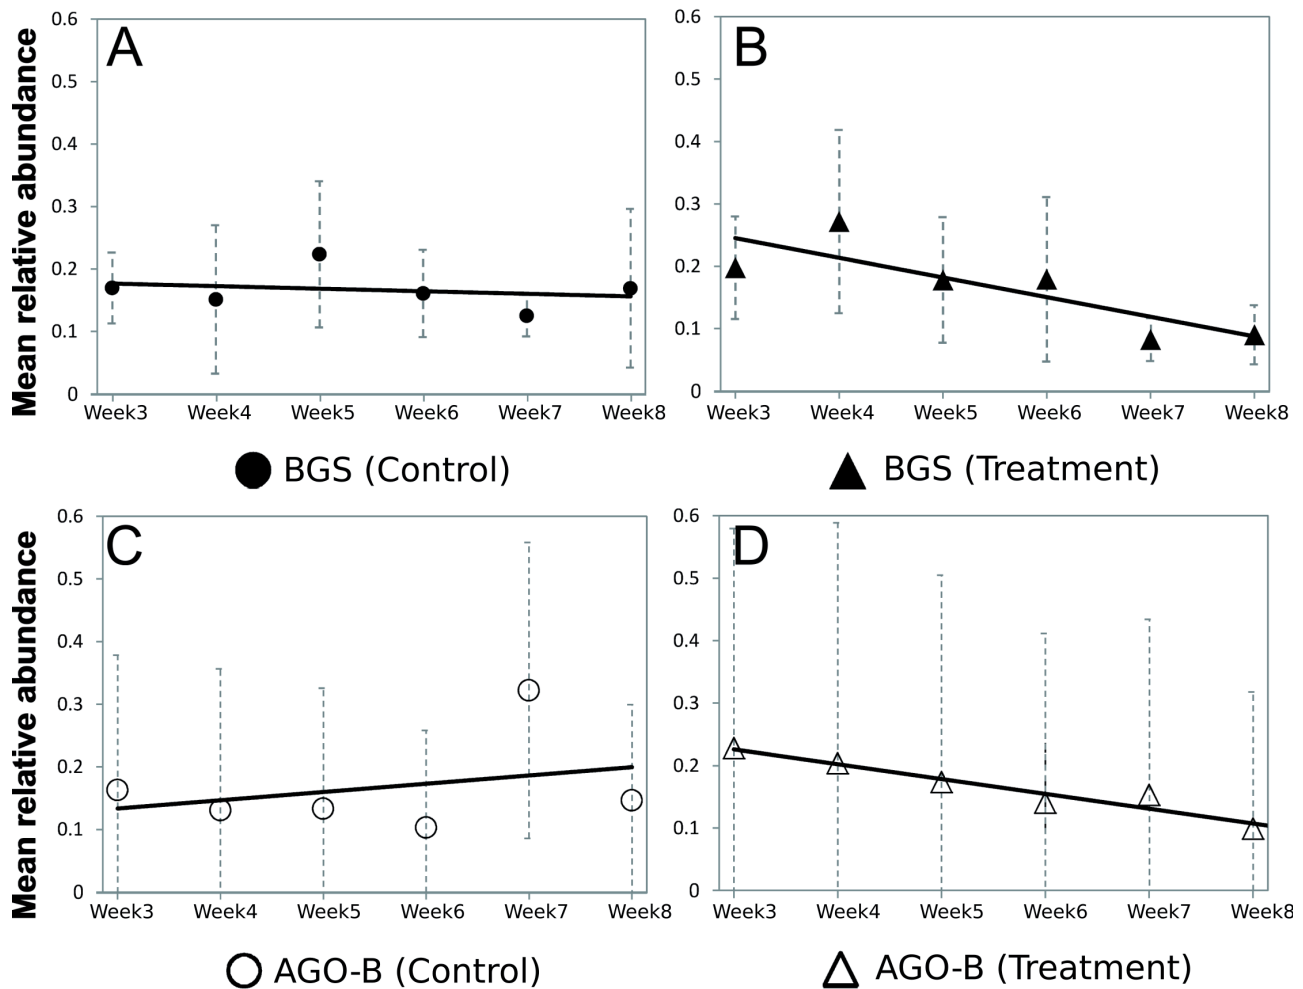 A
Mean relative abundance
0.6
0.5
0.4
0.3
0.2
0.1
0
Week3 Week4 Week5 Week6 Week7 Week8
BGS (Control)
B
0.6
0.5
0.4
0.3
0.2
0.1
0
Week3 Week4 Week5 Week6 Week7 Week8
BGS (Treatment)
C
Mean relative abundance
0.6
0.5
0.4
0.3
0.2
0.1
0
Week3 Week4 Week5 Week6 Week7 Week8
AGO-B (Control)
D
0.6
0.5
0.4
0.3
0.2
0.1
0
Week3 Week4 Week5 Week6 Week7 Week8
AGO-B (Treatment)